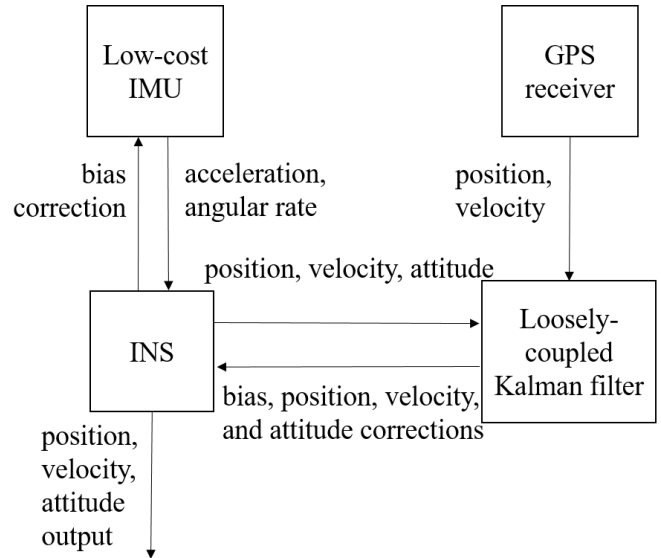 Low-cost
IMU
GPS
receiver
bias
correction
acceleration,
angular rate
position,
velocity
position, velocity, attitude
INS
Loosely-
coupled
Kalman filter
bias, position, velocity,
and attitude corrections
position,
velocity,
attitude
output